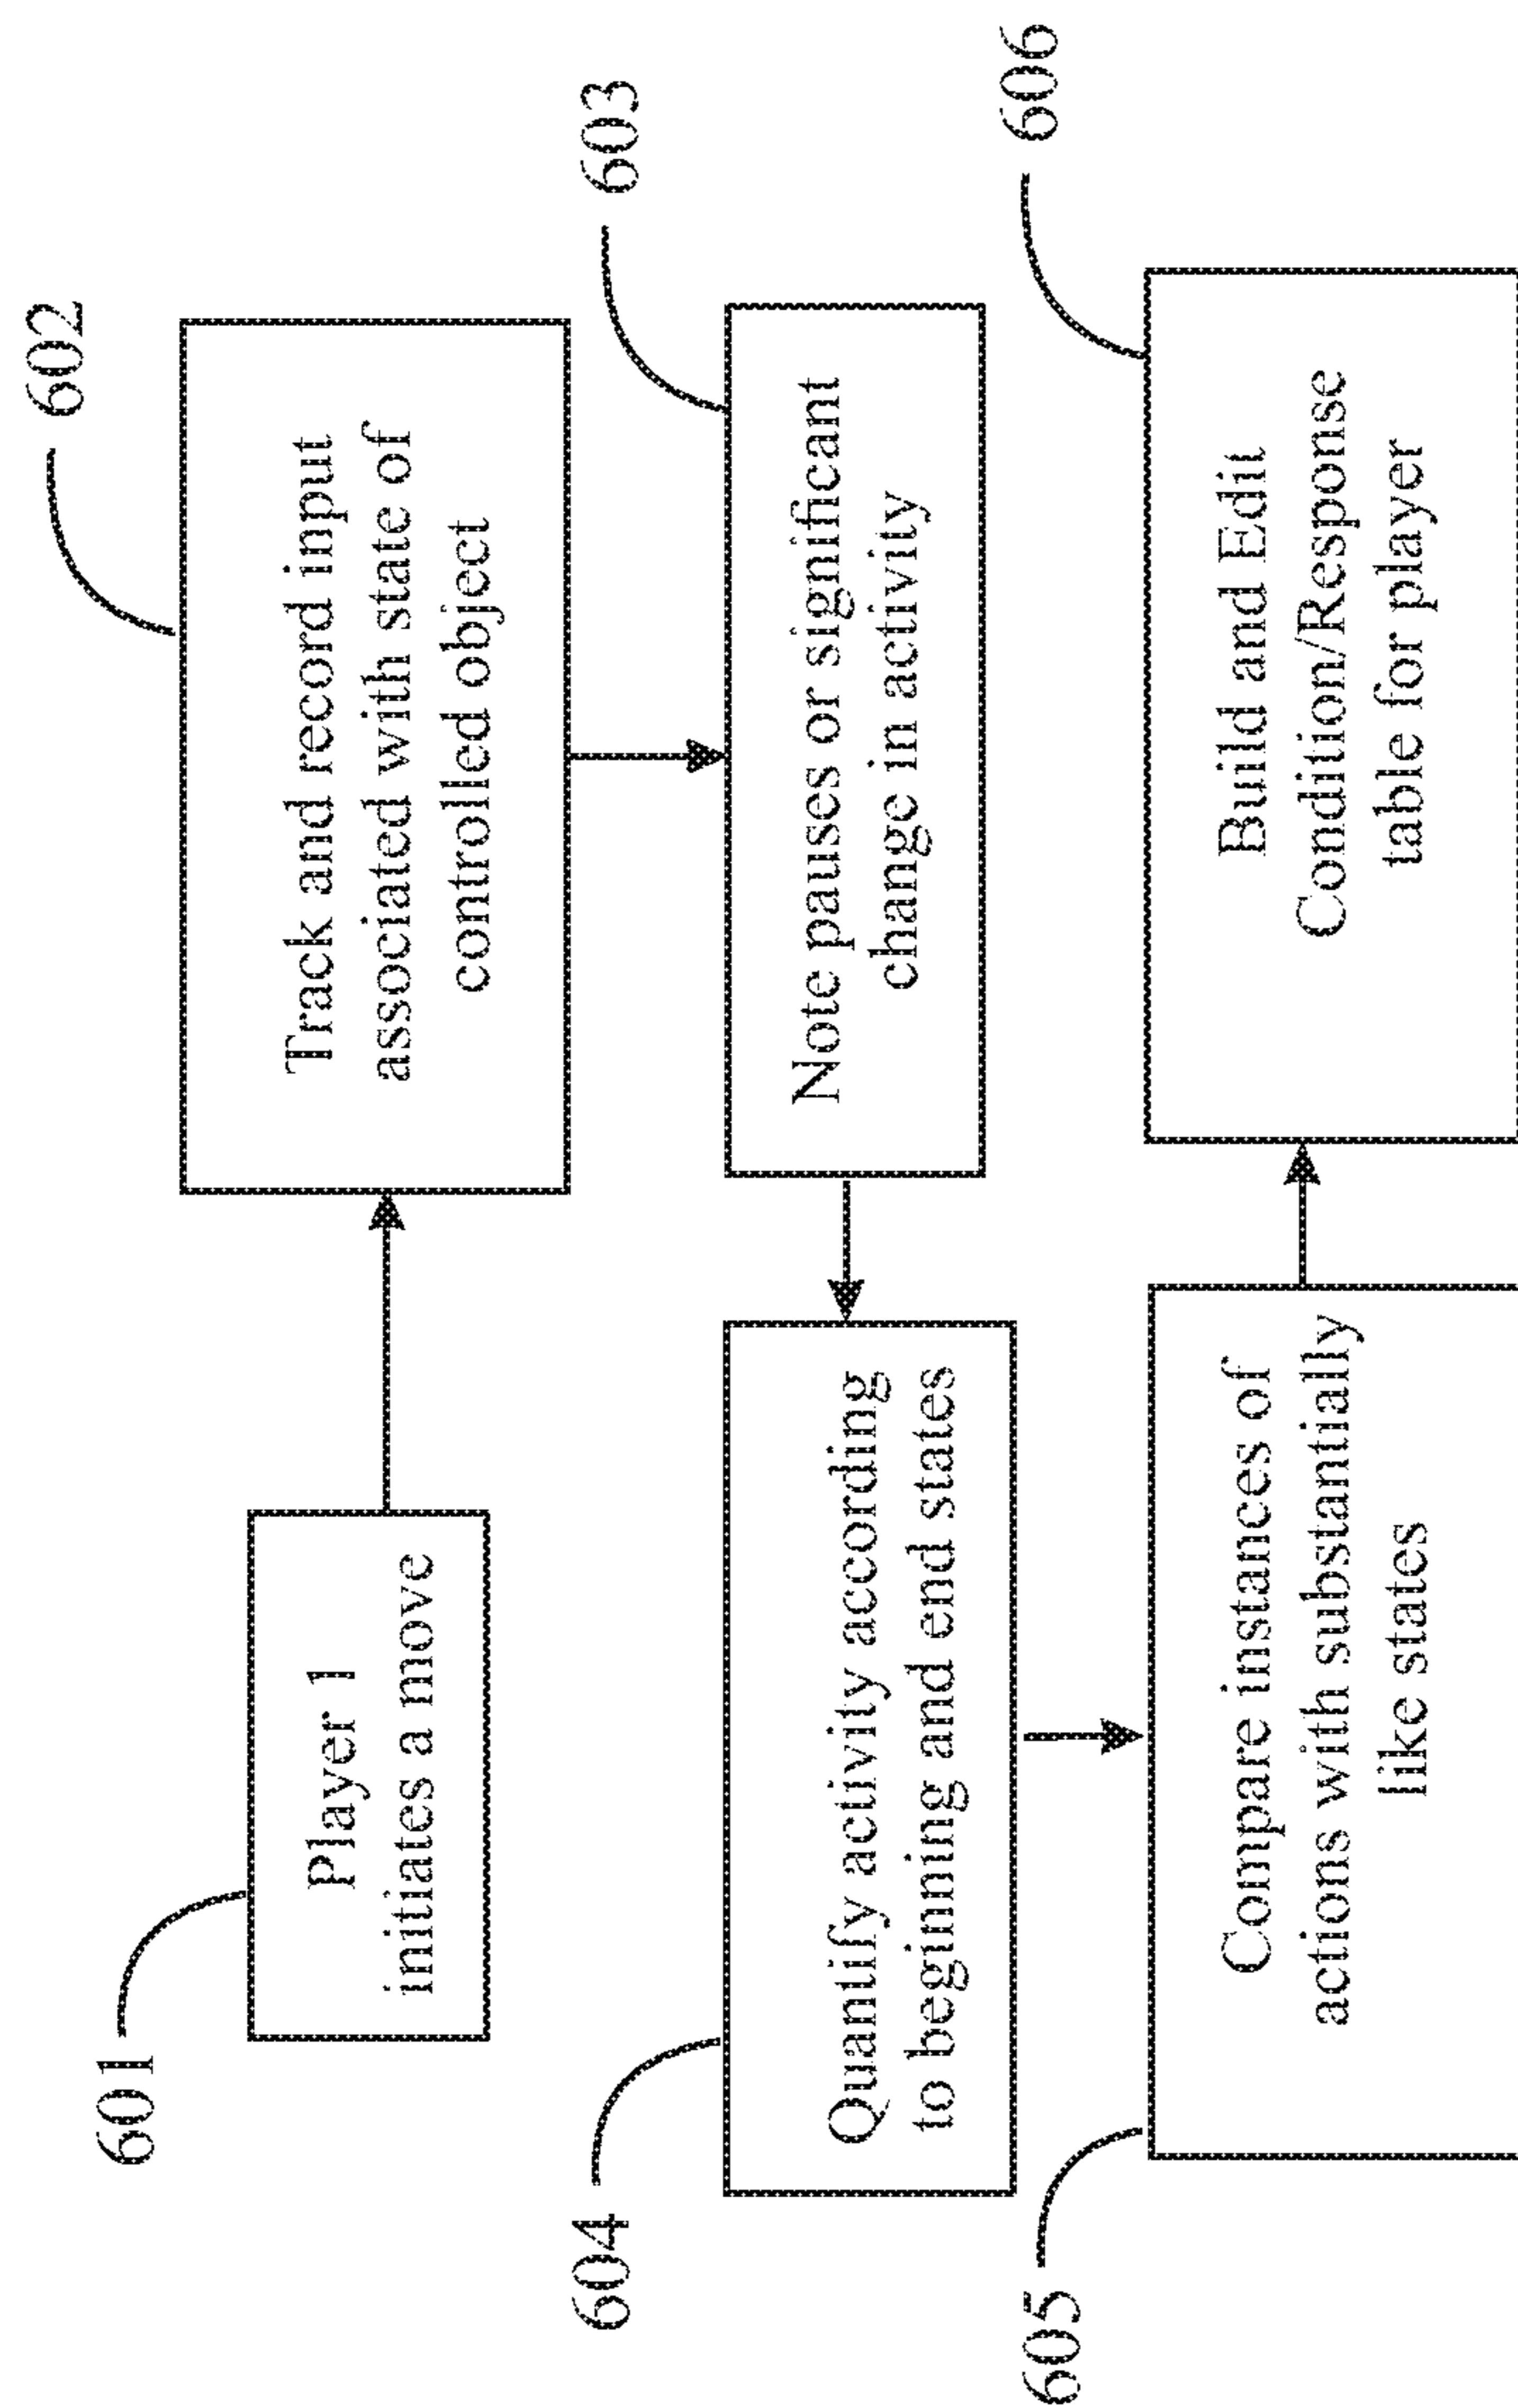 601
Player 1
initiates a move
602
Track and record input
associated with state of
controlled object
603
Note pauses or significant
change in activity
604
Quantify activity according
to beginning and end states
605
Compare instances of
actions with substantially
like states
606
Build and Edit
Condition/Response
table for player